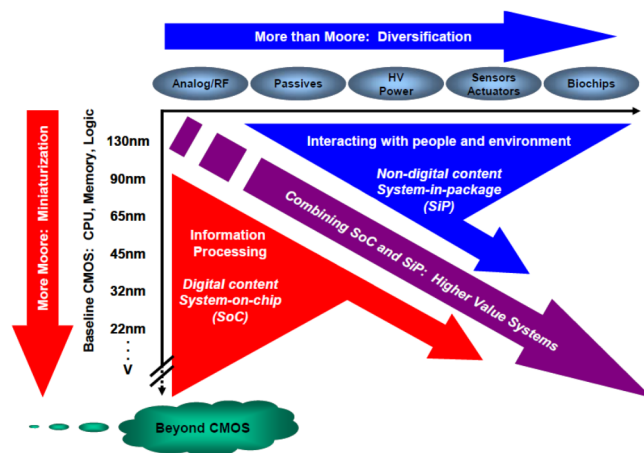 More than Moore: Diversification
Analog/RF
Passives
HV
Power
Sensors
Actuators
Biochips
More Moore: Miniaturization
Baseline CMOS: CPU, Memory, Logic
130nm
90nm
65nm
45nm
32nm
22nm
.
.
.
V
Interacting with people and environment
Non-digital content
System-in-package
(SiP)
Combining SoC and SiP: Higher Value Systems
Information
Processing
Digital content
System-on-chip
(SoC)
Beyond CMOS